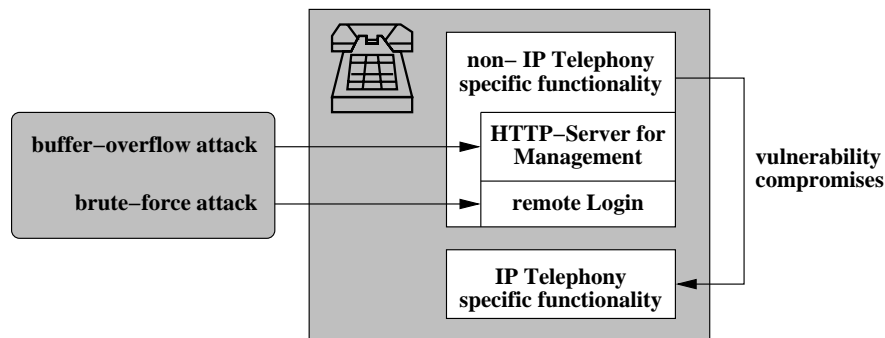 non− IP Telephony
specific functionality
HTTP−Server for
Management
remote Login
IP Telephony
specific functionality
buffer−overflow attack
brute−force attack
vulnerability
compromises